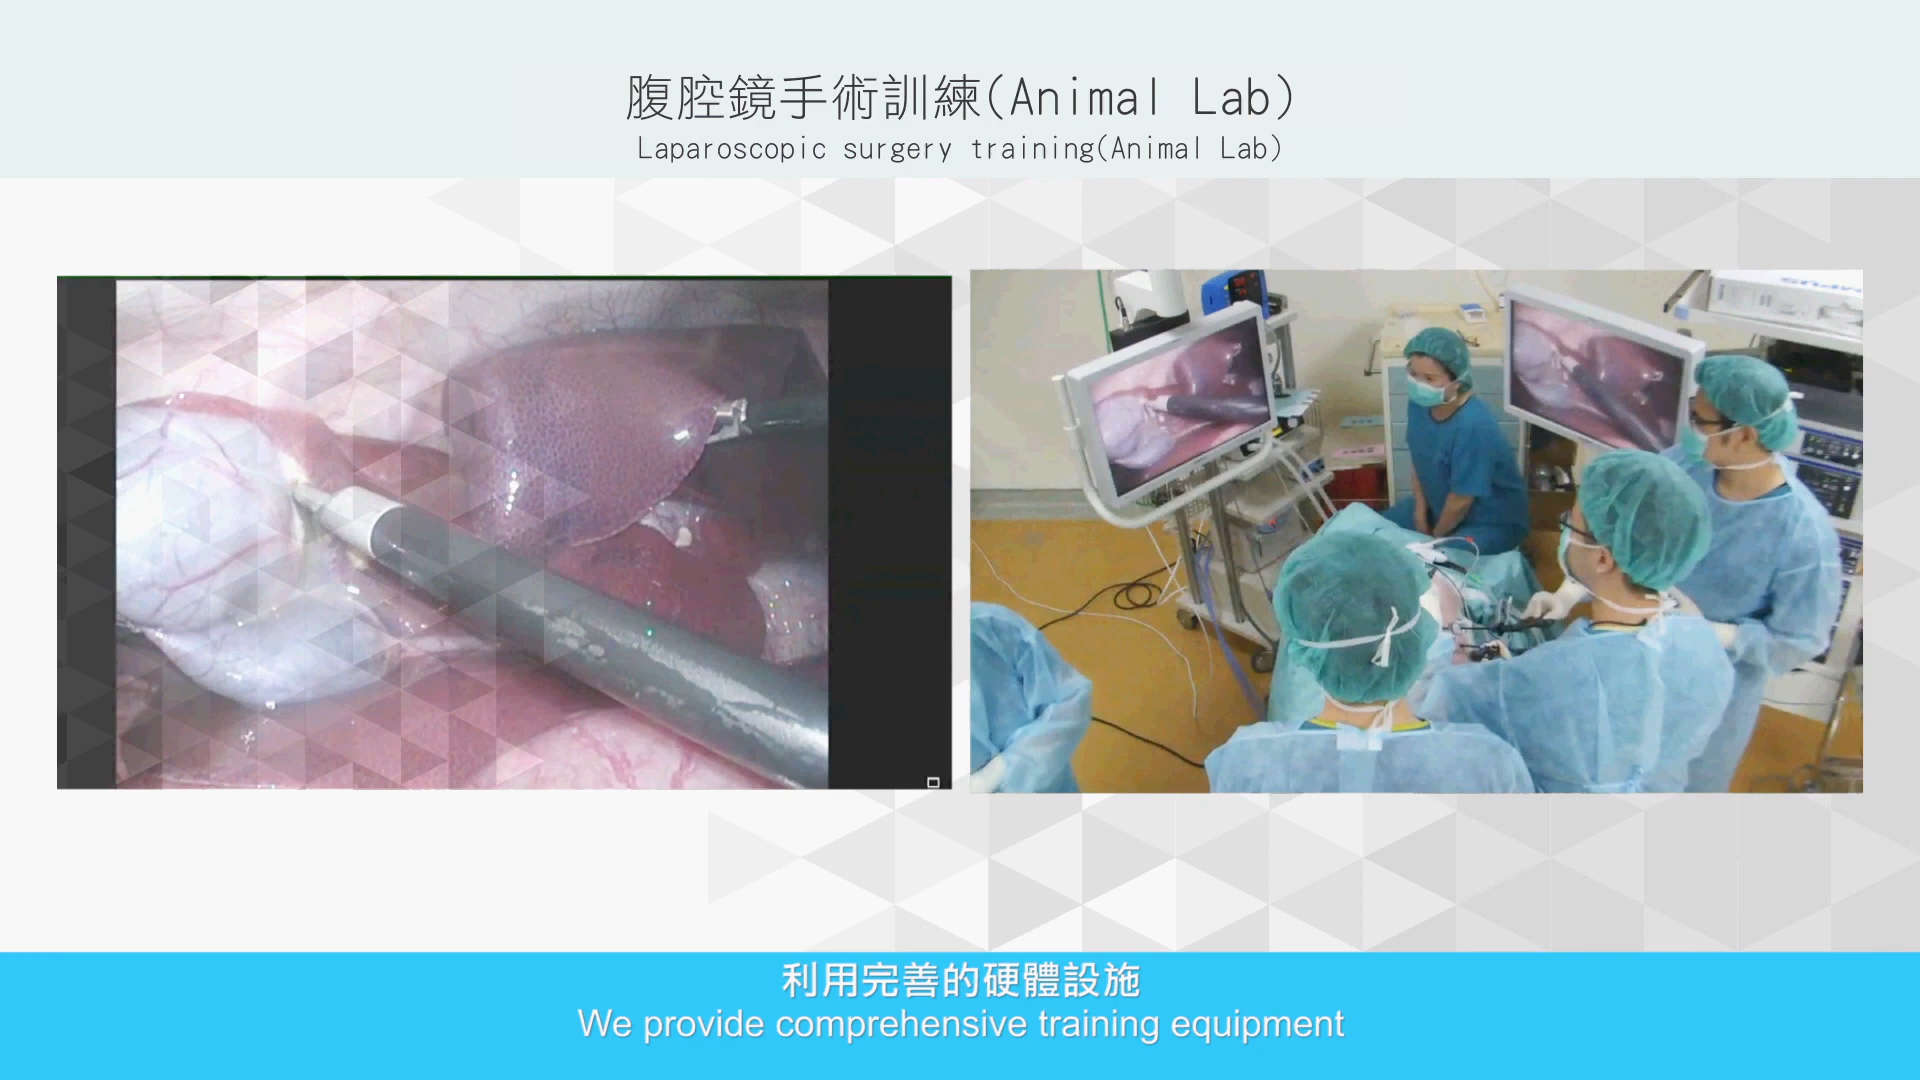 腹腔鏡手術訓練(Animal Lab)
Laparoscopic surgery training(Animal Lab)
利用完善的硬體設施
We provide comprehensive training equipment